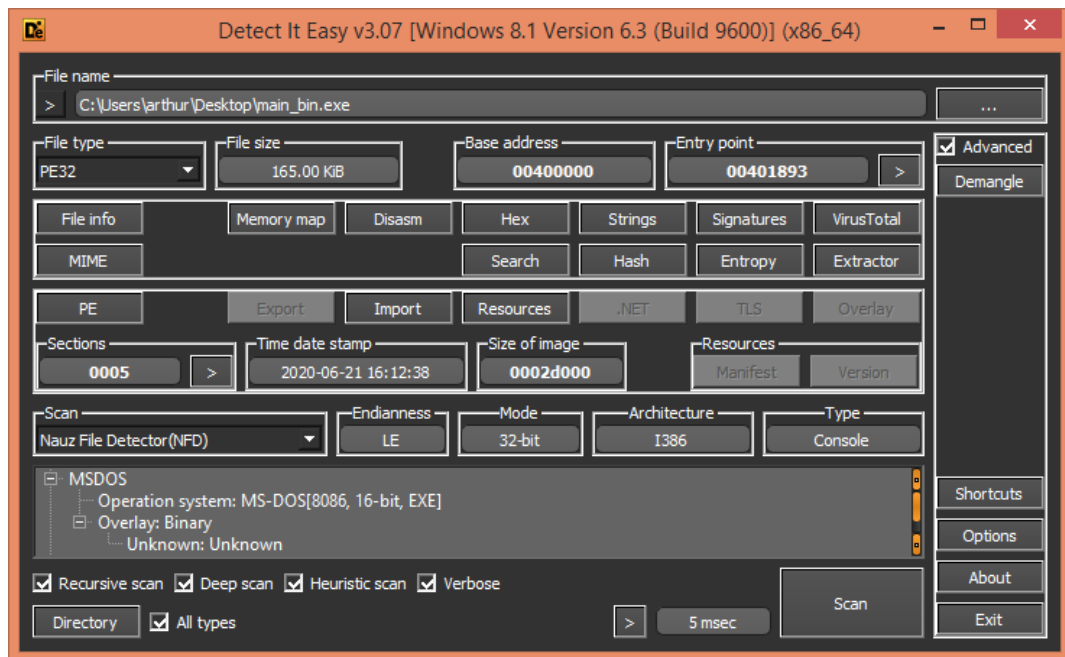 Detect It Easy v3.07 [Windows 8.1 Version 6.3 (Build 9600)] (x86_64)
File name
> C:\Users\arthur\Desktop\main_bin.exe ...
File type File size Base address Entry point Advanced
PE32 165.00 KiB 00400000 00401893 > Demangle
File info Memory map Disasm Hex Strings Signatures VirusTotal
MIME Search Hash Entropy Extractor
PE Export Import Resources .NET TLS Overlay
Sections Time date stamp Size of image Resources
0005 > 2020-06-21 16:12:38 0002d000 Manifest Version
Scan Endianness Mode Architecture Type
Nauz File Detector(NFD) LE 32-bit I386 Console
MSDOS
Operation system: MS-DOS[8086, 16-bit, EXE]
Overlay: Binary
Unknown: Unknown
Shortcuts
Options
Recursive scan Deep scan Heuristic scan Verbose About
Directory All types > 5 msec Scan Exit